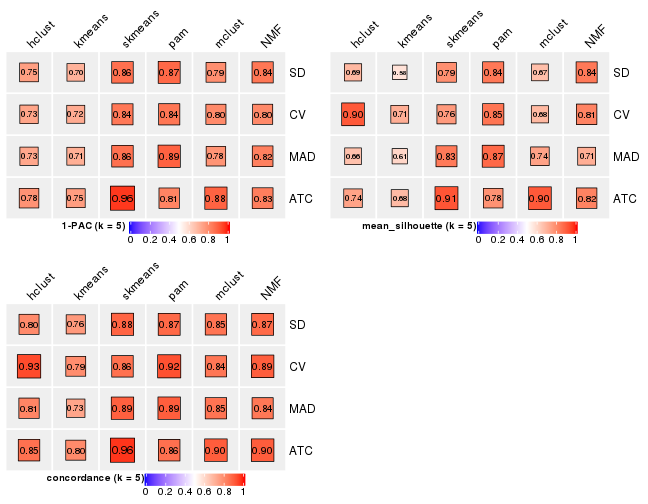 hclust kmeans skmeans pam mclust NMF
0.75 0.70 0.86 0.87 0.79 0.84 SD
0.73 0.72 0.84 0.84 0.80 0.80 CV
0.73 0.71 0.86 0.89 0.78 0.82 MAD
0.78 0.75 0.96 0.81 0.88 0.83 ATC
1-PAC (k = 5)
0 0.2 0.4 0.6 0.8 1
hclust kmeans skmeans pam mclust NMF
0.69 0.58 0.79 0.84 0.67 0.84 SD
0.90 0.71 0.76 0.85 0.68 0.81 CV
0.66 0.61 0.83 0.87 0.74 0.71 MAD
0.74 0.68 0.91 0.78 0.90 0.82 ATC
mean_silhouette (k = 5)
0 0.2 0.4 0.6 0.8 1
hclust kmeans skmeans pam mclust NMF
0.80 0.76 0.88 0.87 0.85 0.87 SD
0.93 0.79 0.86 0.92 0.84 0.89 CV
0.81 0.73 0.89 0.89 0.85 0.84 MAD
0.85 0.80 0.96 0.86 0.90 0.90 ATC
concordance (k = 5)
0 0.2 0.4 0.6 0.8 1